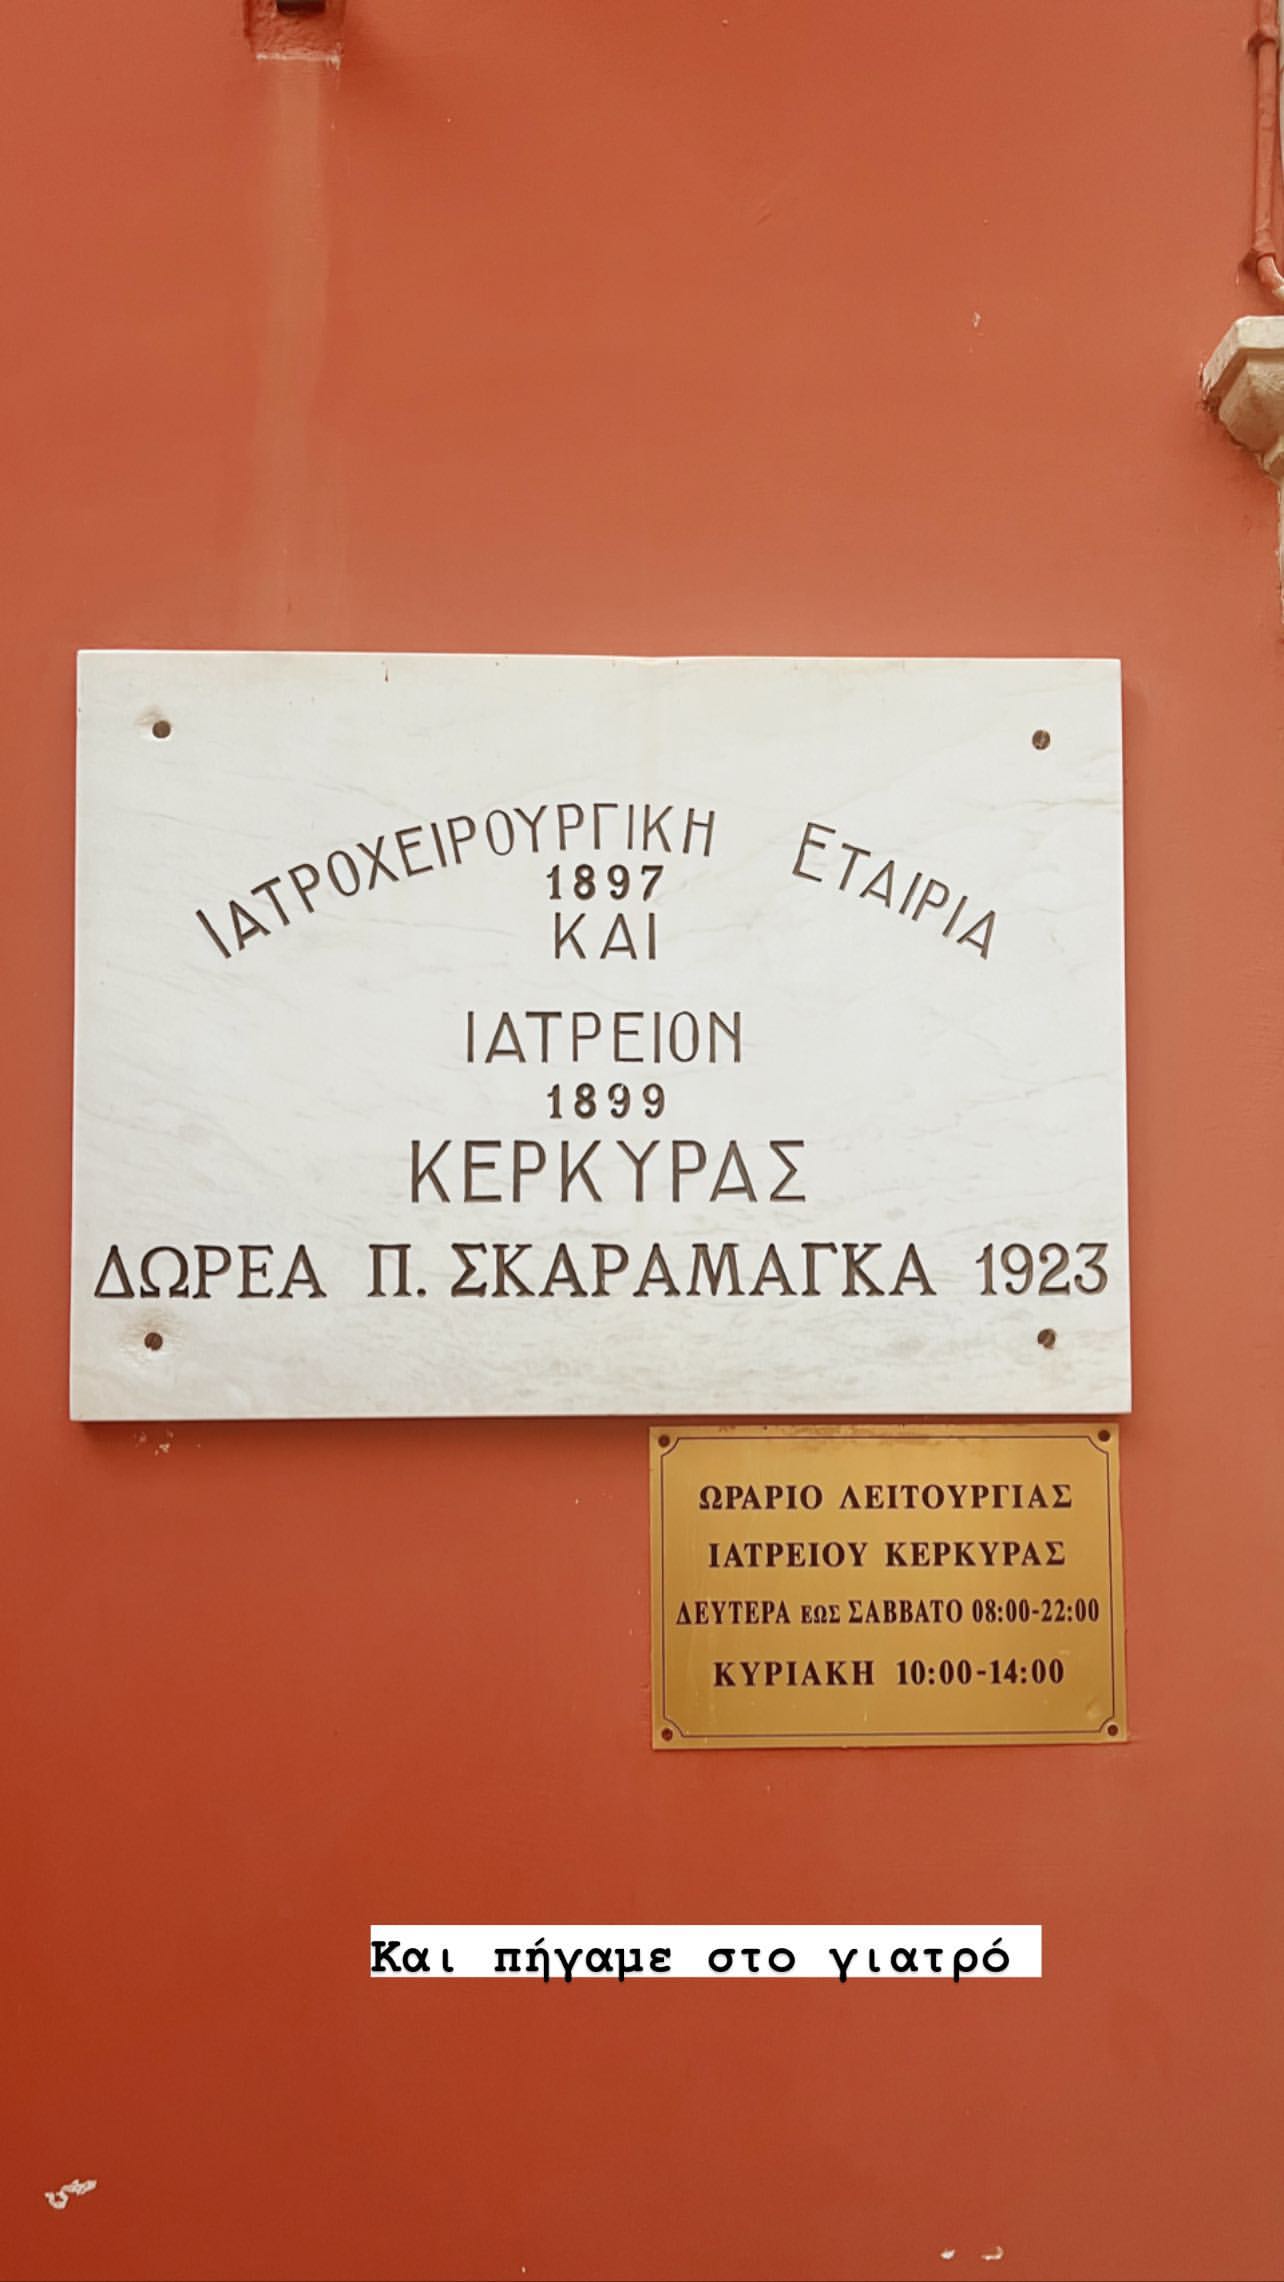 ΙΑΤΡΟΧΕΙΡΟΥΡΓΙΚΗ ΕΤΑΙΡΙΑ
1897
ΚΑΙ
ΙΑΤΡΕΙΟΝ
1899
ΚΕΡΚΥΡΑΣ
ΔΩΡΕΑ Π. ΣΚΑΡΑΜΑΓΚΑ 1923
ΩΡΑΡΙΟ ΛΕΙΤΟΥΡΓΙΑΣ
ΙΑΤΡΕΙΟΥ ΚΕΡΚΥΡΑΣ
ΔΕΥΤΕΡΑ ΕΩΣ ΣΑΒΒΑΤΟ 08:00-22:00
ΚΥΡΙΑΚΗ 10:00-14:00
Και πήγαμε στο γιατρό